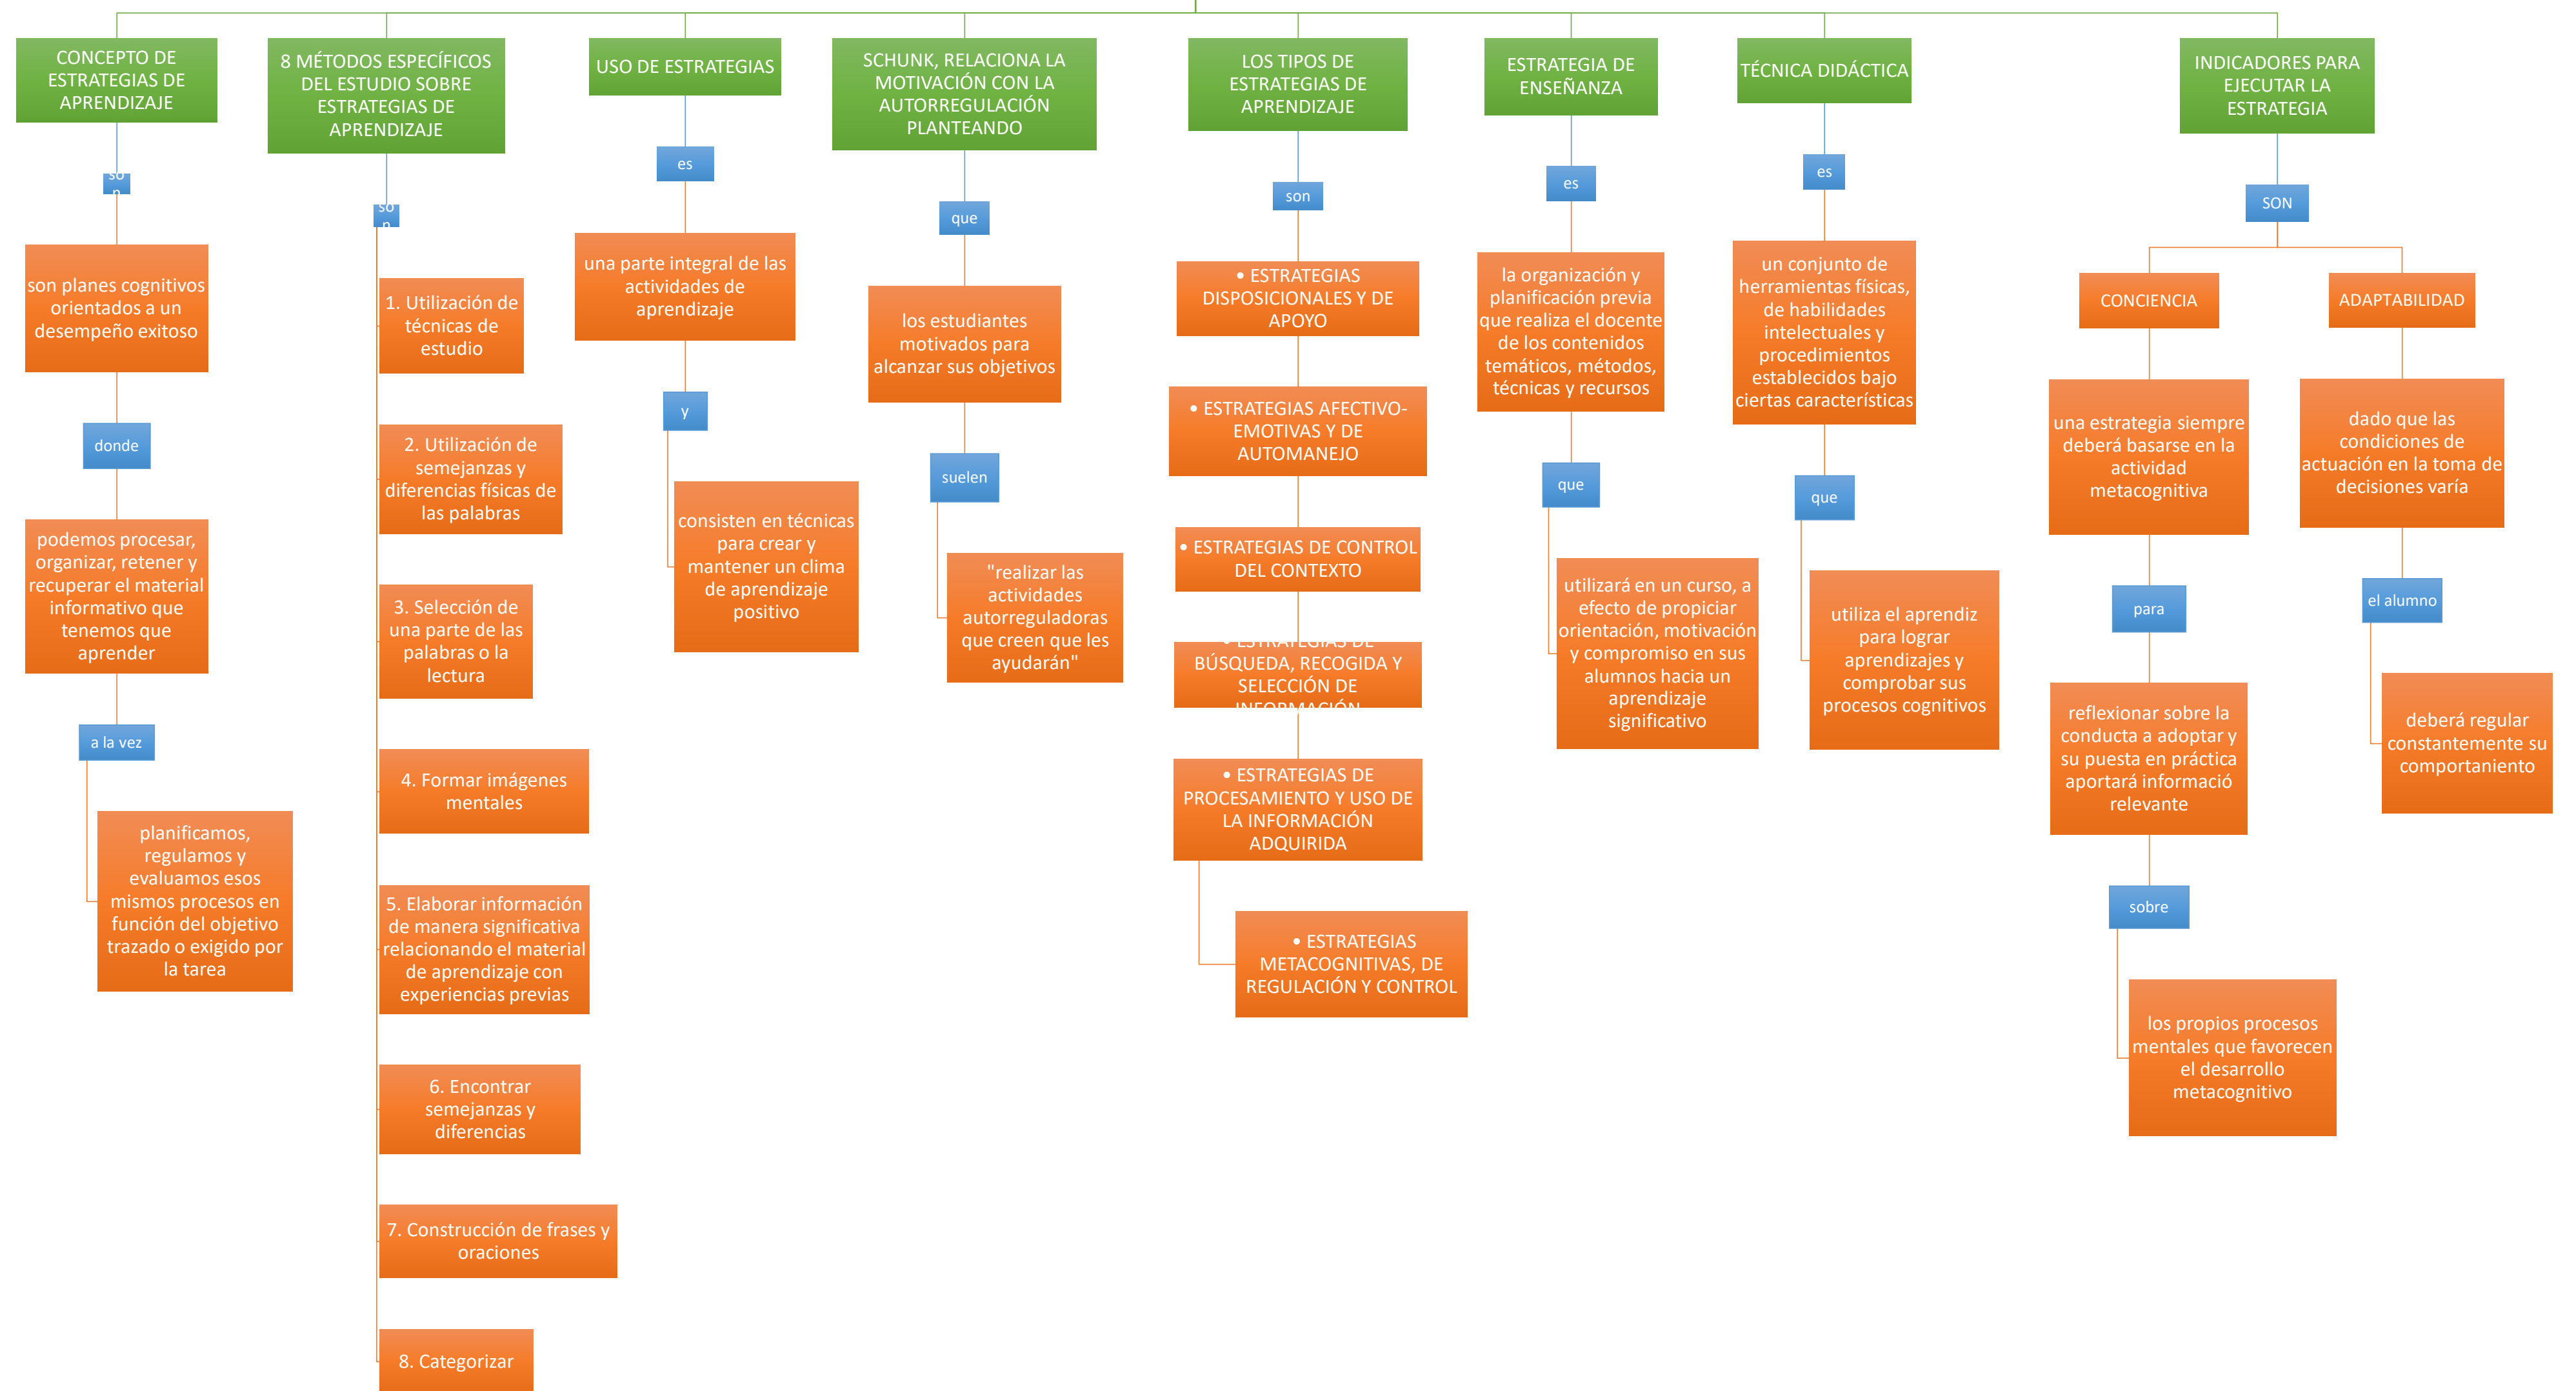 CONCEPTO DE
ESTRATEGIAS DE
APRENDIZAJE
son
son planes cognitivos
orientados a un
desempeño exitoso
donde
podemos procesar,
organizar, retener y
recuperar el material
informativo que
tenemos que
aprender
a la vez
planificamos,
regulamos y
evaluamos esos
mismos procesos en
función del objetivo
trazado o exigido por
la tarea
8 MÉTODOS ESPECÍFICOS
DEL ESTUDIO SOBRE
ESTRATEGIAS DE
APRENDIZAJE
son
1. Utilización de
técnicas de
estudio
2. Utilización de
semejanzas y
diferencias físicas de
las palabras
3. Selección de
una parte de las
palabras o la
lectura
4. Formar imágenes
mentales
5. Elaborar información
de manera significativa
relacionando el material
de aprendizaje con
experiencias previas
6. Encontrar
semejanzas y
diferencias
7. Construcción de frases y
oraciones
8. Categorizar
USO DE ESTRATEGIAS
es
una parte integral de las
actividades de
aprendizaje
y
consisten en técnicas
para crear y
mantener un clima
de aprendizaje
positivo
SCHUNK, RELACIONA LA
MOTIVACIÓN CON LA
AUTORREGULACIÓN
PLANTEANDO
que
los estudiantes
motivados para
alcanzar sus objetivos
suelen
"realizar las
actividades
autorreguladoras
que creen que les
ayudarán"
LOS TIPOS DE
ESTRATEGIAS DE
APRENDIZAJE
son
• ESTRATEGIAS
DISPOSICIONALES Y DE
APOYO
• ESTRATEGIAS AFECTIVO-
EMOTIVAS Y DE
AUTOMANEJO
• ESTRATEGIAS DE CONTROL
DEL CONTEXTO
• ESTRATEGIAS DE
BÚSQUEDA, RECOGIDA Y
SELECCIÓN DE
INFORMACIÓN
• ESTRATEGIAS DE
PROCESAMIENTO Y USO DE
LA INFORMACIÓN
ADQUIRIDA
• ESTRATEGIAS
METACOGNITIVAS, DE
REGULACIÓN Y CONTROL
ESTRATEGIA DE
ENSEÑANZA
es
la organización y
planificación previa
que realiza el docente
de los contenidos
temáticos, métodos,
técnicas y recursos
que
utilizará en un curso, a
efecto de propiciar
orientación, motivación
y compromiso en sus
alumnos hacia un
aprendizaje
significativo
TÉCNICA DIDÁCTICA
es
un conjunto de
herramientas físicas,
de habilidades
intelectuales y
procedimientos
establecidos bajo
ciertas características
que
utiliza el aprendiz
para lograr
aprendizajes y
comprobar sus
procesos cognitivos
INDICADORES PARA
EJECUTAR LA
ESTRATEGIA
SON
CONCIENCIA
una estrategia siempre
deberá basarse en la
actividad
metacognitiva
para
reflexionar sobre la
conducta a adoptar y
su puesta en práctica
aportará informació
relevante
sobre
los propios procesos
mentales que favorecen
el desarrollo
metacognitivo
ADAPTABILIDAD
dado que las
condiciones de
actuación en la toma de
decisiones varía
el alumno
deberá regular
constantemente su
comportaniento